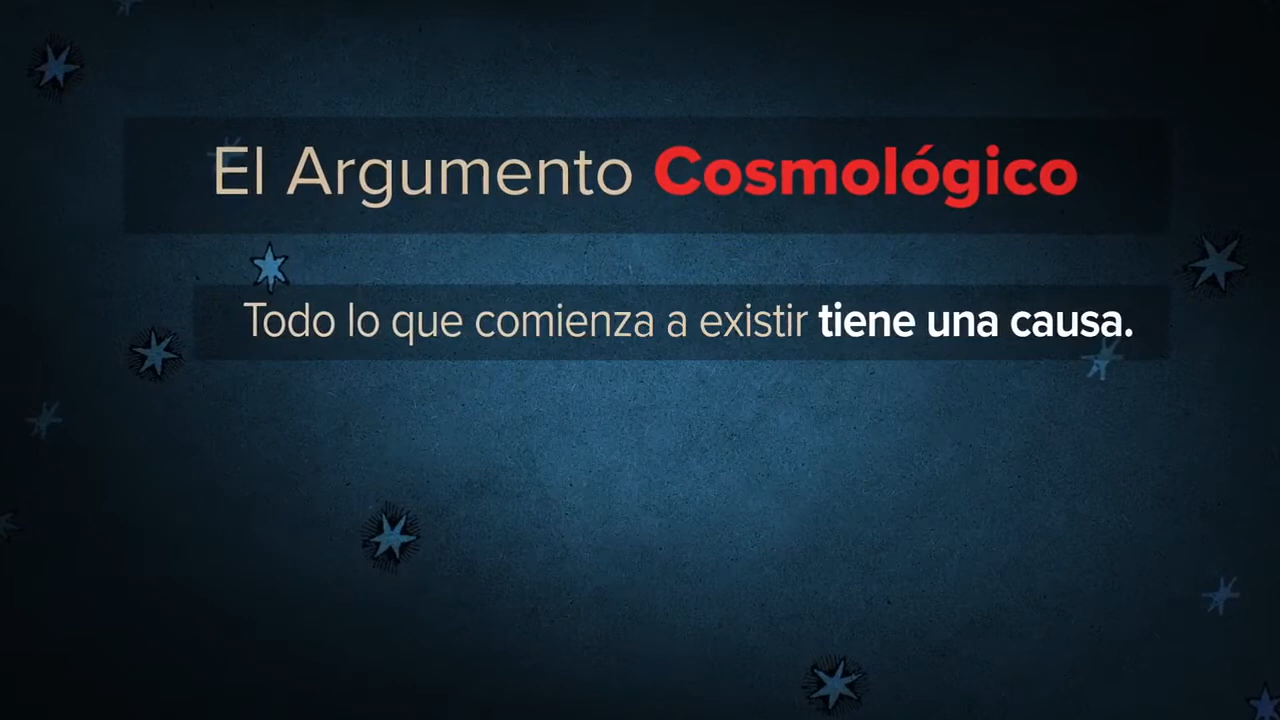 El Argumento Cosmológico
Todo lo que comienza a existir tiene una causa.